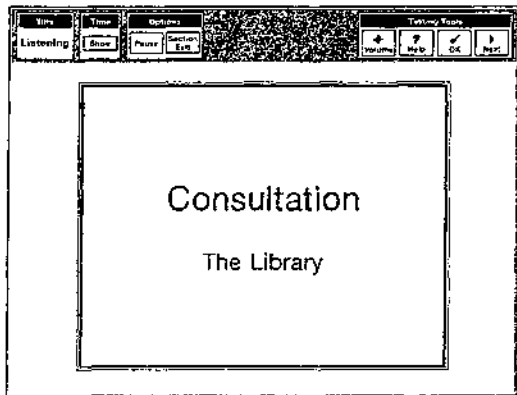 Title Time Options Testing Tools
Listening Show Pause Section Exit Volume Help OK Next
Consultation
The Library